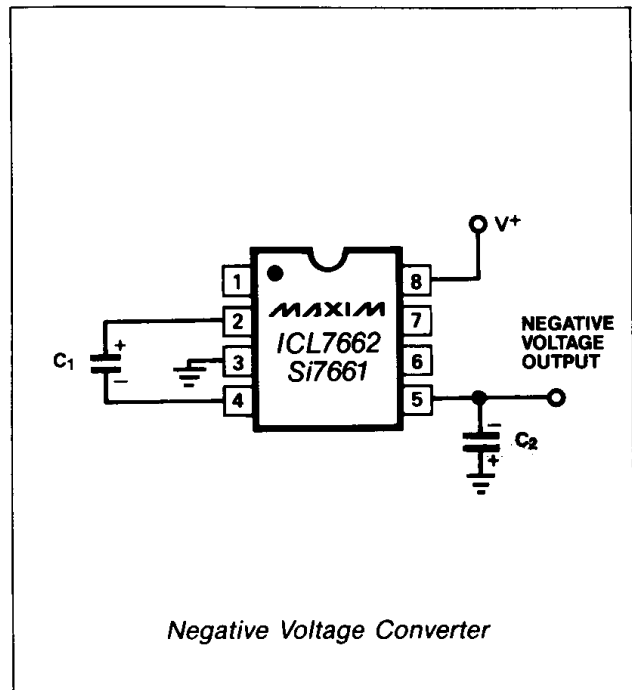 V+
1
8
MAXIM
2
7
NEGATIVE
VOLTAGE
OUTPUT
+
C1
ICL7662
3
6
Si7661
−
4
5
−
C2
+
Negative Voltage Converter